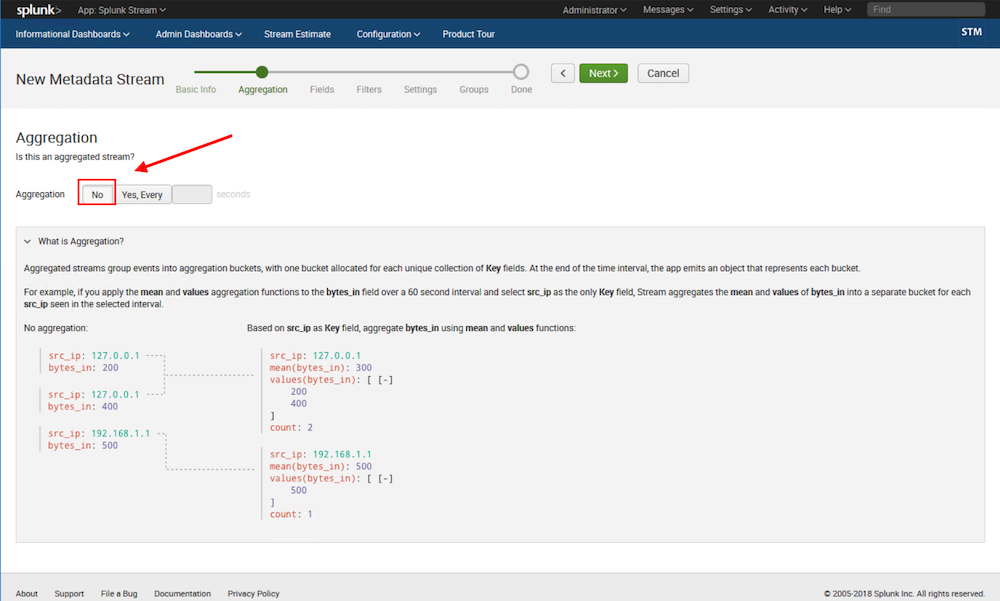 splunk> App: Splunk Stream Administrator Messages Settings Activity Help Find
Informational Dashboards Admin Dashboards Stream Estimate Configuration Product Tour STM
New Metadata Stream
Basic Info Aggregation Fields Filters Settings Groups Done
< Next > Cancel
Aggregation
Is this an aggregated stream?
Aggregation No Yes, Every seconds
What is Aggregation?
Aggregated streams group events into aggregation buckets, with one bucket allocated for each unique collection of Key fields. At the end of the time interval, the app emits an object that represents each bucket.
For example, if you apply the mean and values aggregation functions to the bytes_in field over a 60 second interval and select src_ip as the only Key field, Stream aggregates the mean and values of bytes_in into a separate bucket for each
src_ip seen in the selected interval.
No aggregation:
src_ip: 127.0.0.1
bytes_in: 200
src_ip: 127.0.0.1
bytes_in: 400
src_ip: 192.168.1.1
bytes_in: 500
Based on src_ip as Key field, aggregate bytes_in using mean and values functions:
src_ip: 127.0.0.1
mean(bytes_in): 300
values(bytes_in): [ [-]
200
400
]
count: 2
src_ip: 192.168.1.1
mean(bytes_in): 500
values(bytes_in): [ [-]
500
]
count: 1
About Support File a Bug Documentation Privacy Policy © 2005-2018 Splunk Inc. All rights reserved.